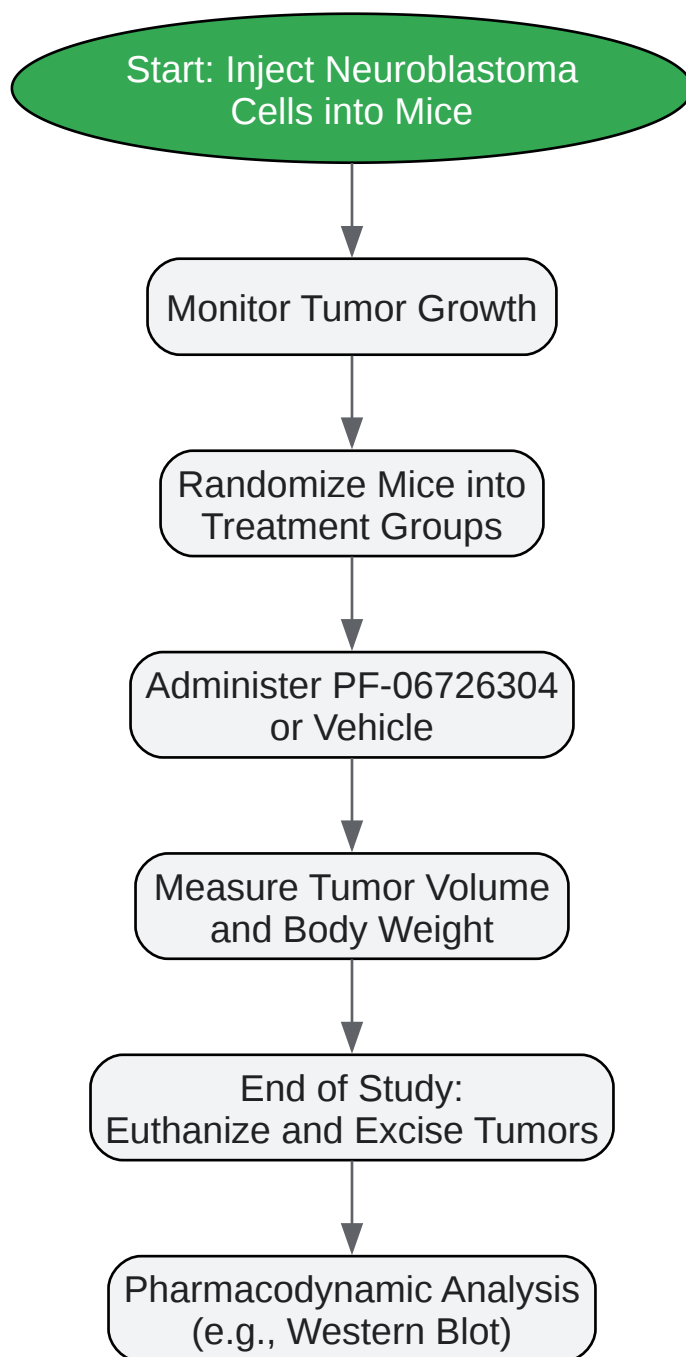 Start: Inject Neuroblastoma
Cells into Mice
Monitor Tumor Growth
Randomize Mice into
Treatment Groups
Administer PF-06726304
or Vehicle
Measure Tumor Volume
and Body Weight
End of Study:
Euthanize and Excise Tumors
Pharmacodynamic Analysis
(e.g., Western Blot)